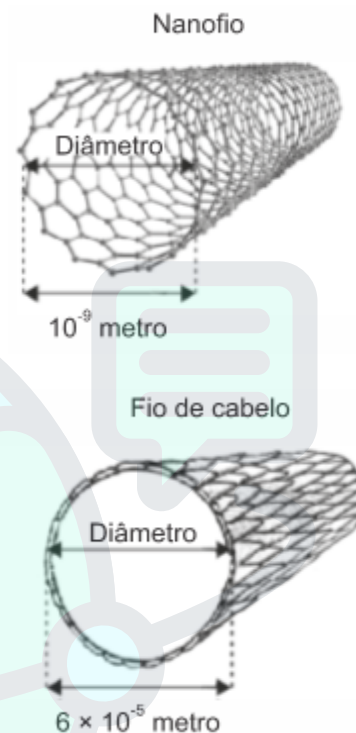 Nanofio
Diâmetro
10⁻⁹ metro
Fio de cabelo
Diâmetro
6 × 10⁻⁵ metro